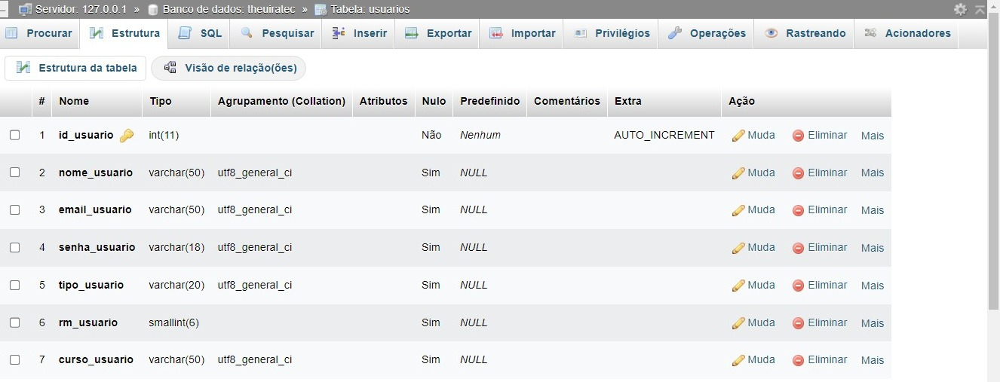 Servidor: 127.0.0.1 » Banco de dados: theuiratec » Tabela: usuarios
Procurar Estrutura SQL Pesquisar Inserir Exportar Importar Privilégios Operações Rastreando Acionadores
Estrutura da tabela Visão de relação(ões)
# Nome Tipo Agrupamento (Collation) Atributos Nulo Predefinido Comentários Extra Ação
1 id_usuario int(11) Não Nenhum AUTO_INCREMENT Muda Eliminar Mais
2 nome_usuario varchar(50) utf8_general_ci Sim NULL Muda Eliminar Mais
3 email_usuario varchar(50) utf8_general_ci Sim NULL Muda Eliminar Mais
4 senha_usuario varchar(18) utf8_general_ci Sim NULL Muda Eliminar Mais
5 tipo_usuario varchar(20) utf8_general_ci Sim NULL Muda Eliminar Mais
6 rm_usuario smallint(6) Sim NULL Muda Eliminar Mais
7 curso_usuario varchar(50) utf8_general_ci Sim NULL Muda Eliminar Mais